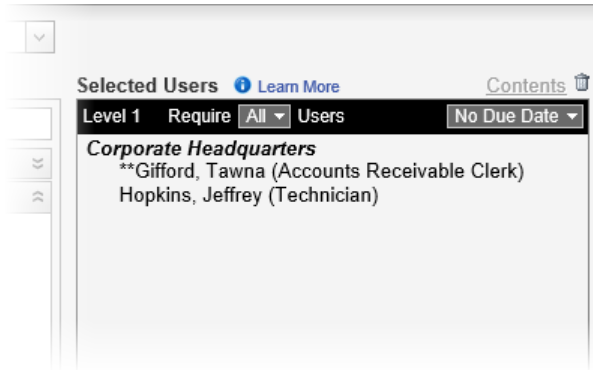 Selected Users Learn More Contents
Level 1 Require All Users No Due Date
Corporate Headquarters
**Gifford, Tawna (Accounts Receivable Clerk)
Hopkins, Jeffrey (Technician)